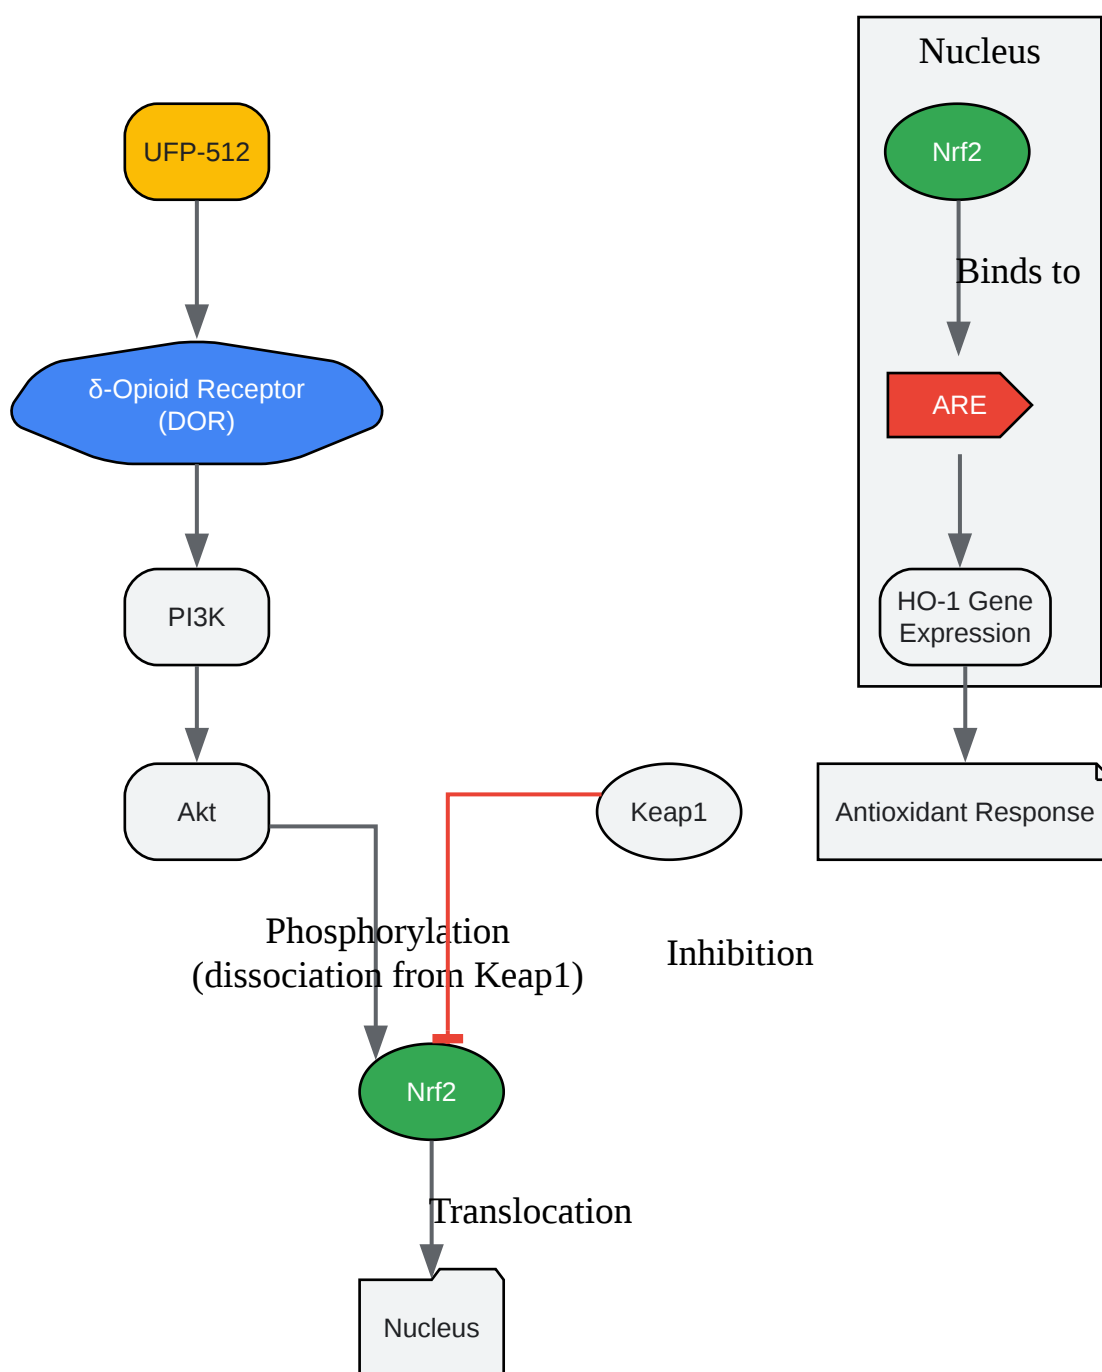 Nucleus
UFP-512
Nrf2
Binds to
δ-Opioid Receptor
(DOR)
ARE
PI3K
HO-1 Gene
Expression
Akt
Keap1
Antioxidant Response
Phosphorylation
(dissociation from Keap1)
Inhibition
Nrf2
Translocation
Nucleus